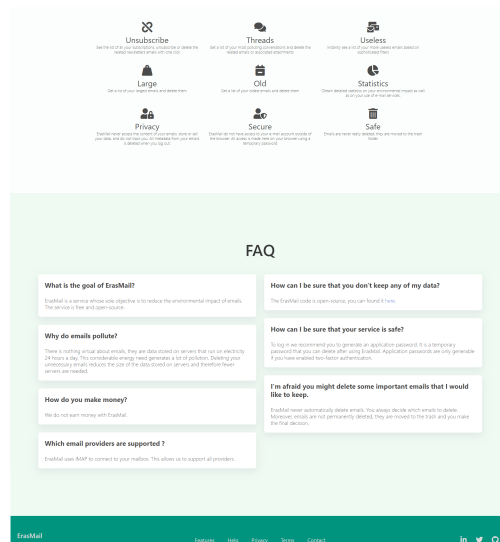 Unsubscribe
See the list of all your subscriptions, unsubscribe or delete the
related newsletters emails with one click
Threads
Get a list of your most polluting conversations and delete the
related emails or associated attachments
Useless
Instantly see a list of your more useless emails based on
sophisticated filters
Large
Get a list of your largest emails and delete them
Old
Get a list of your oldest emails and delete them
Statistics
Obtain detailed statistics on your environmental impact as well
as on your use of e-mail services
Privacy
ErasMail never access the content of your emails, store or sell
your data, and do not track you. All metadata from your emails
is deleted when you log out.
Secure
ErasMail do not have access to your e-mail account outside of
the browser. All access is made here on your browser using a
temporary password.
Safe
Emails are never really deleted, they are moved to the trash
folder.
FAQ
What is the goal of ErasMail?
ErasMail is a service whose sole objective is to reduce the environmental impact of emails.
The service is free and open-source.
Why do emails pollute?
There is nothing virtual about emails, they are data stored on servers that run on electricity
24 hours a day. This considerable energy need generates a lot of pollution. Deleting your
unnecessary emails reduces the size of the data stored on servers and therefore fewer
servers are needed.
How do you make money?
We do not earn money with ErasMail.
Which email providers are supported ?
ErasMail uses IMAP to connect to your mailbox. This allows us to support all providers.
How can I be sure that you don't keep any of my data?
The ErasMail code is open-source, you can found it here.
How can I be sure that your service is safe?
To log in we recommend you to generate an application password. It is a temporary
password that you can delete after using ErasMail. Application passwords are only generable
if you have enabled two-factor authentication.
I'm afraid you might delete some important emails that I would
like to keep.
ErasMail never automatically delete emails. You always decide which emails to delete.
Moreover, emails are not permanently deleted, they are moved to the trash and you make
the final decision.
ErasMail
Features Help Privacy Terms Contact